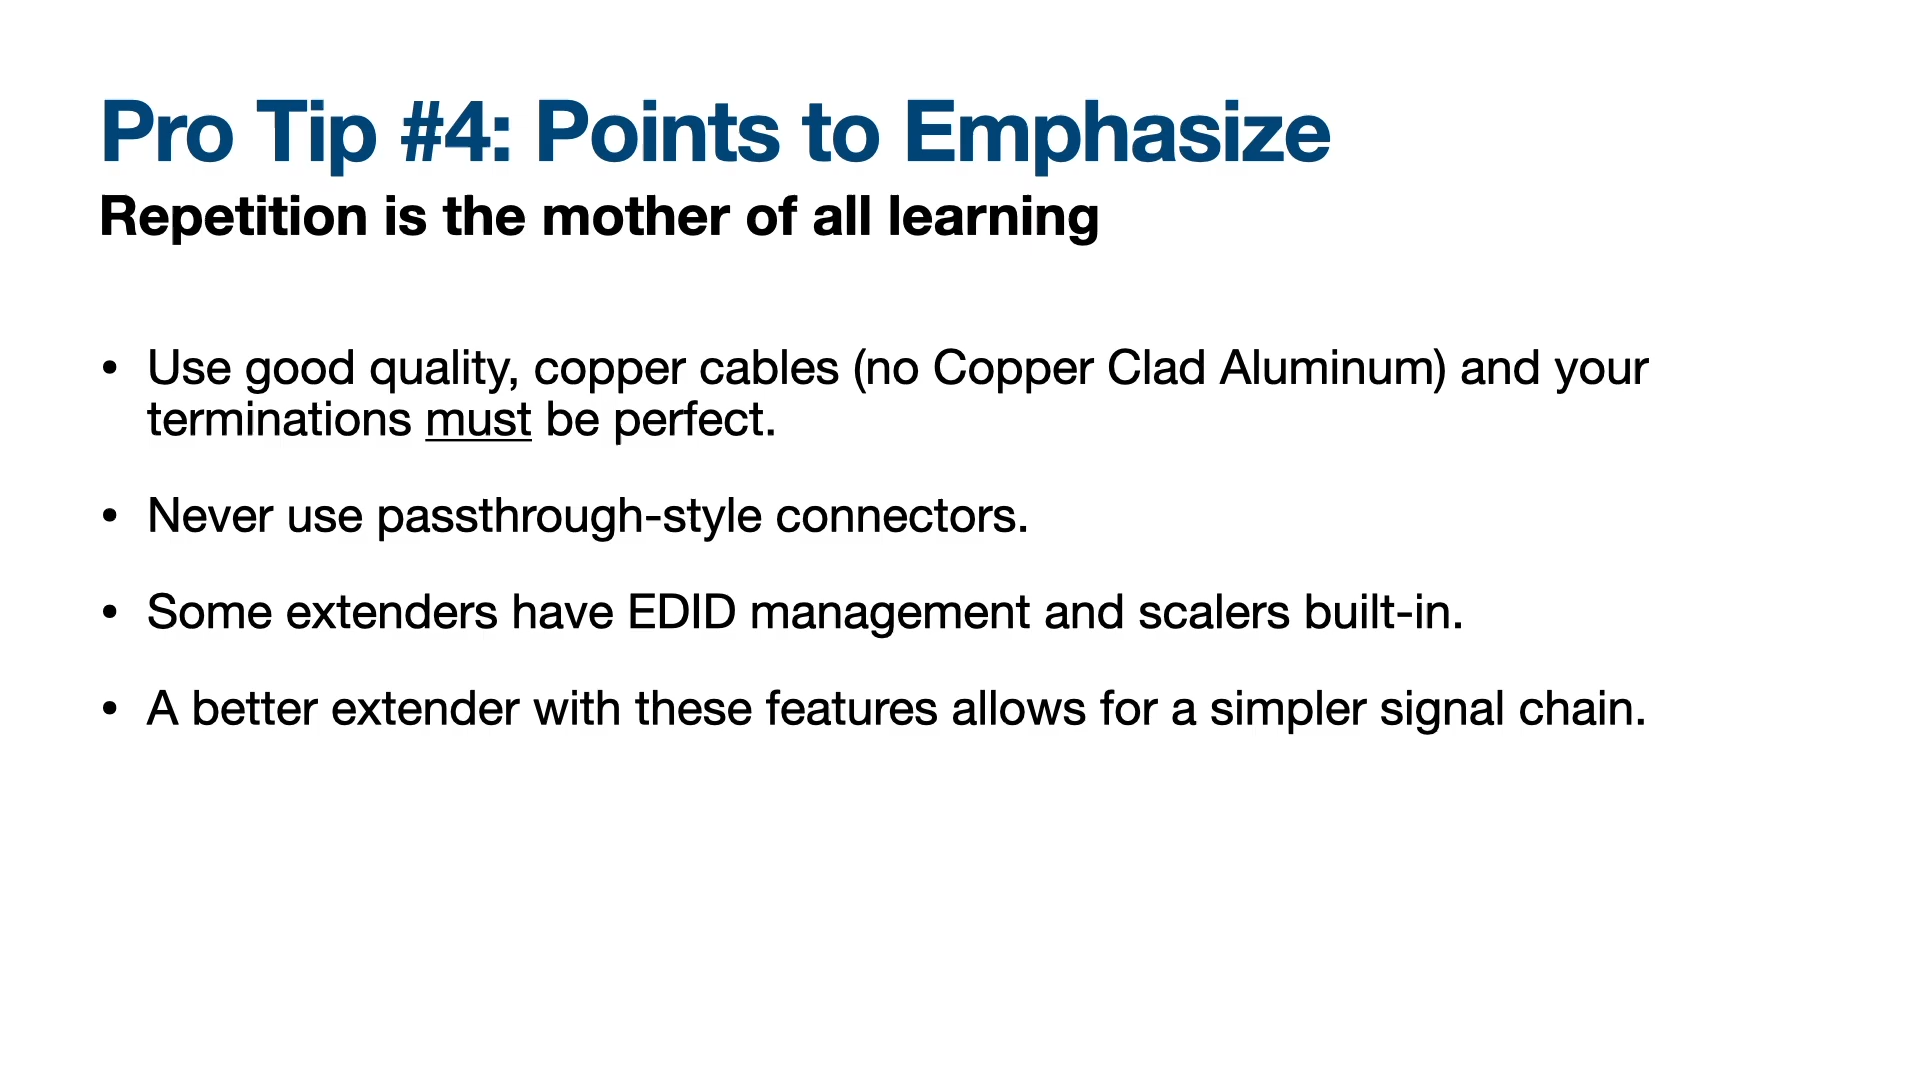 Pro Tip #4: Points to Emphasize
Repetition is the mother of all learning
• Use good quality, copper cables (no Copper Clad Aluminum) and your
terminations must be perfect.
• Never use passthrough-style connectors.
• Some extenders have EDID management and scalers built-in.
• A better extender with these features allows for a simpler signal chain.